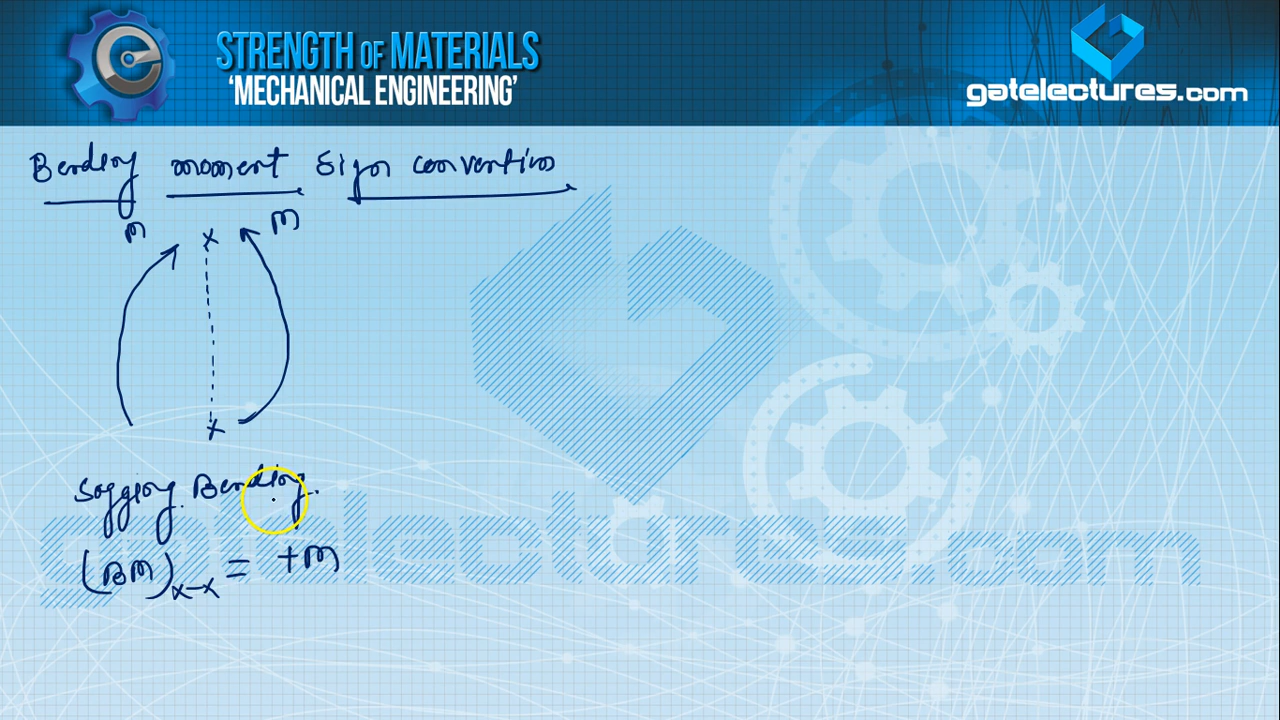 STRENGTH OF MATERIALS
'MECHANICAL ENGINEERING'
gatelectures.com
Bending moment Sign convention
M x M
x
Sagging Bending.
(BM)x-x = +M
gatelectures.com